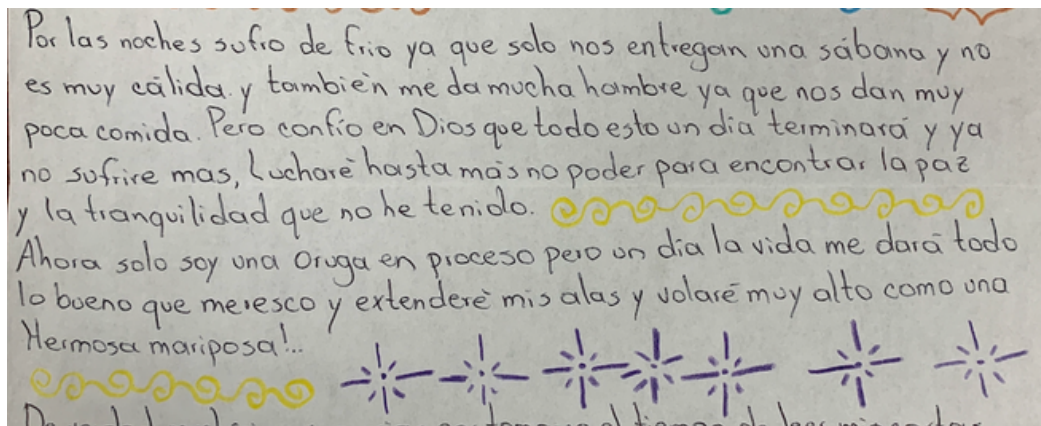 Por las noches sufro de frio ya que solo nos entregan una sábana y no
es muy cálida. y también me da mucha hambre ya que nos dan muy
poca comida. Pero confío en Dios que todo esto un día terminará y ya
no sufrire mas, Lucharé hasta más no poder para encontrar la paz
y la tranquilidad que no he tenido.
Ahora solo soy una Oruga en proceso pero un día la vida me dará todo
lo bueno que meresco y extenderé mis alas y volaré muy alto como una
Hermosa mariposa!..